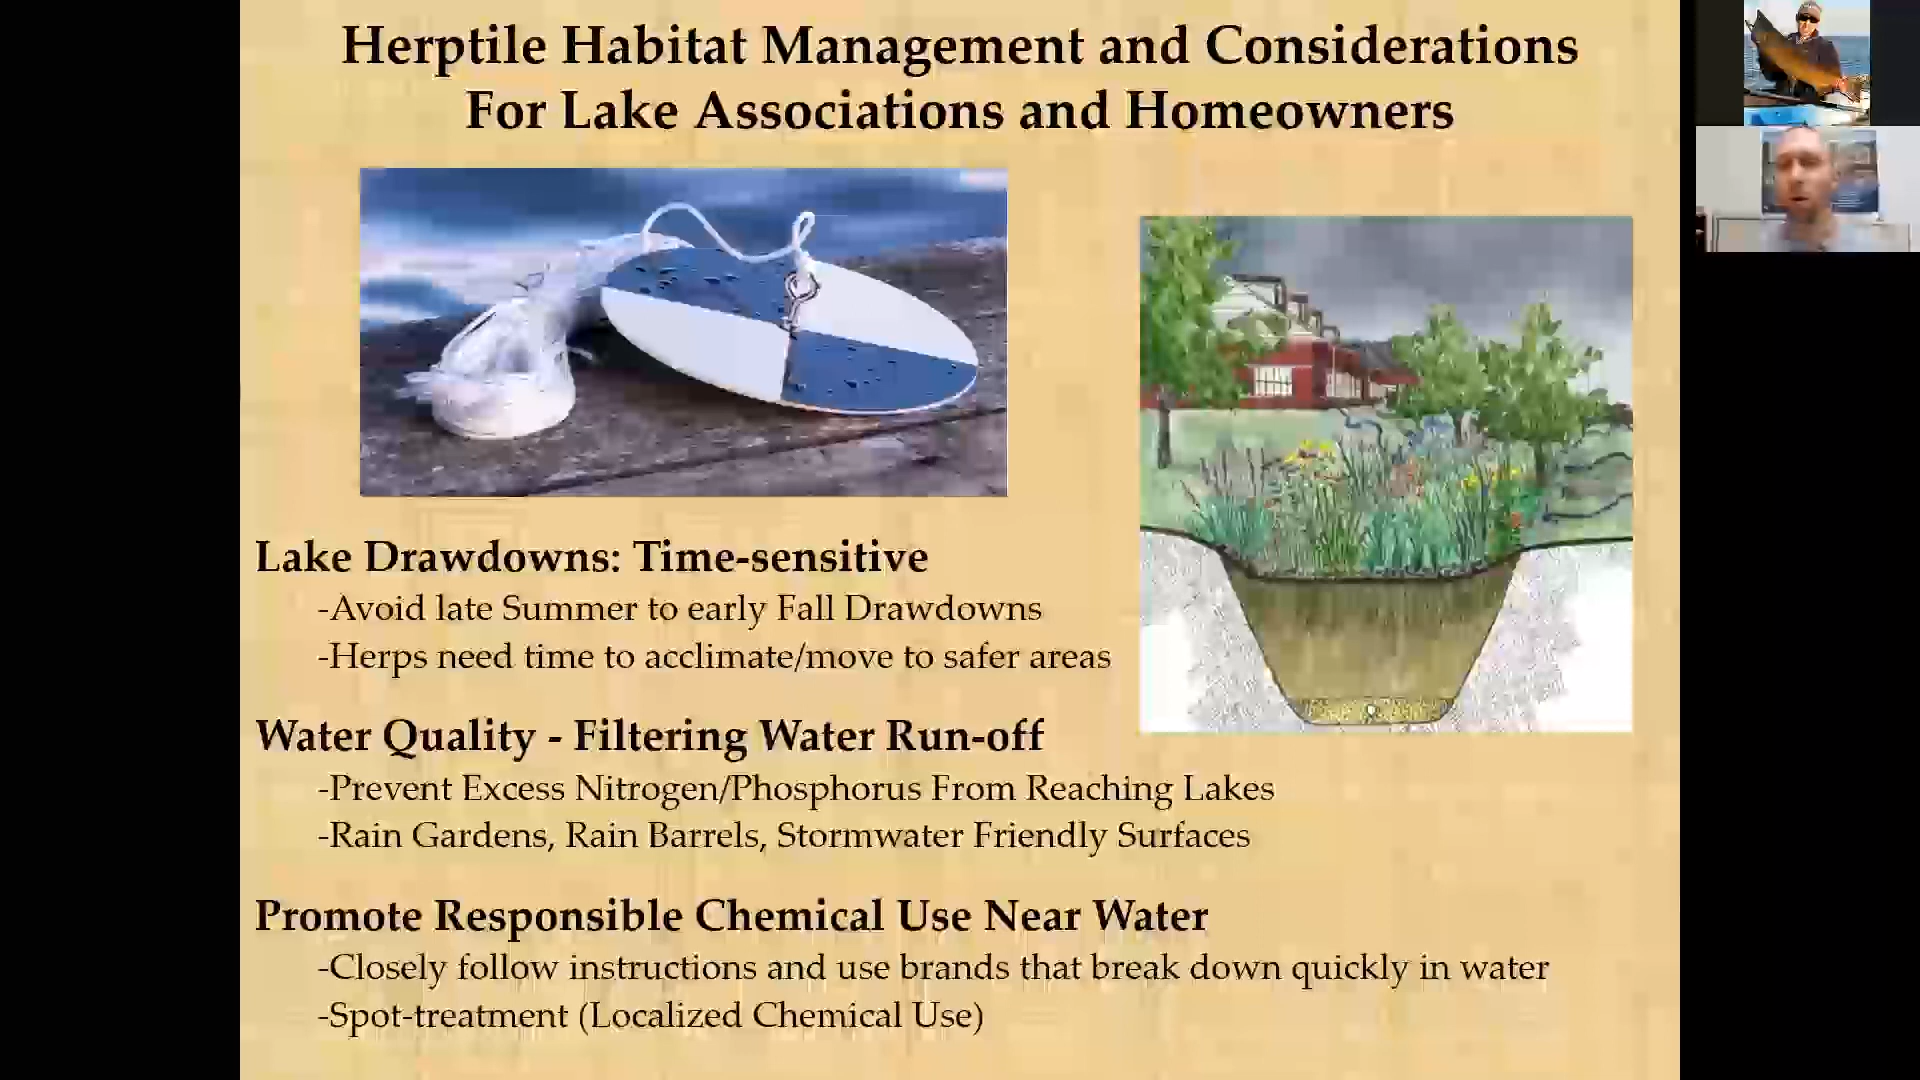 Herptile Habitat Management and Considerations
For Lake Associations and Homeowners
Lake Drawdowns: Time-sensitive
-Avoid late Summer to early Fall Drawdowns
-Herps need time to acclimate/move to safer areas
Water Quality - Filtering Water Run-off
-Prevent Excess Nitrogen/Phosphorus From Reaching Lakes
-Rain Gardens, Rain Barrels, Stormwater Friendly Surfaces
Promote Responsible Chemical Use Near Water
-Closely follow instructions and use brands that break down quickly in water
-Spot-treatment (Localized Chemical Use)